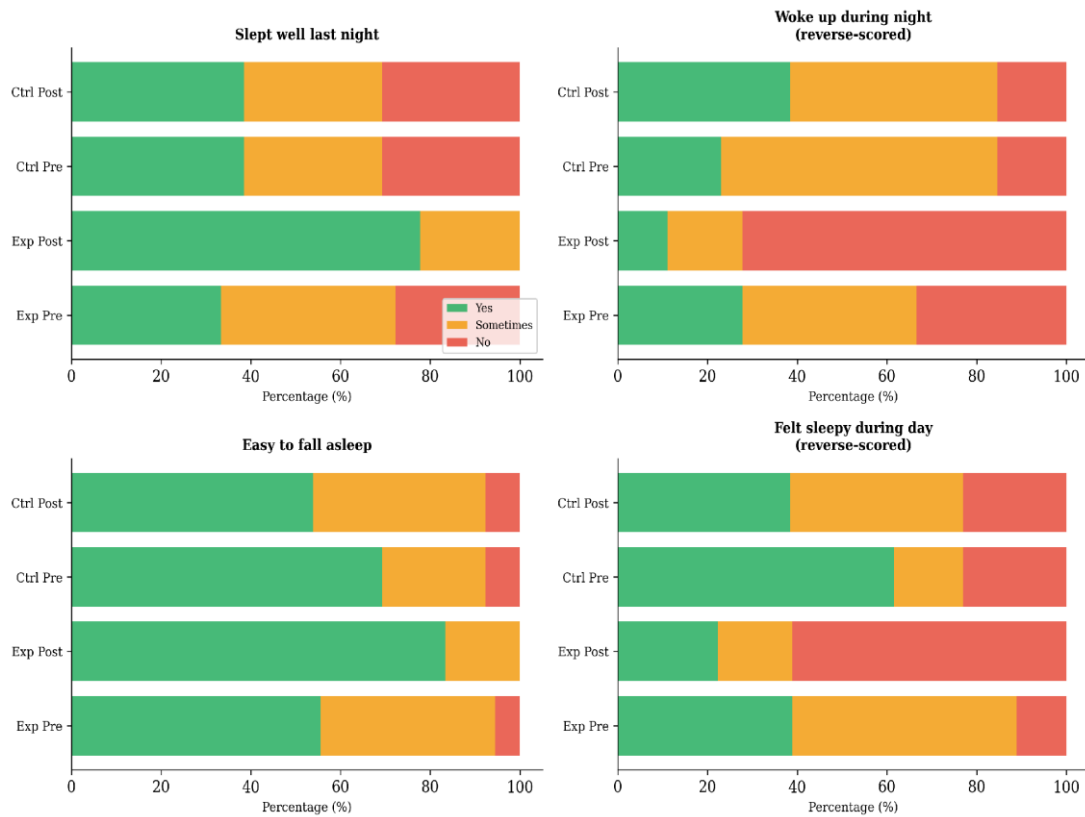 Slept well last night
Ctrl Post
Ctrl Pre
Exp Post
Exp Pre
Yes
Sometimes
No
0 20 40 60 80 100
Percentage (%)
Woke up during night
(reverse-scored)
Ctrl Post
Ctrl Pre
Exp Post
Exp Pre
0 20 40 60 80 100
Percentage (%)
Easy to fall asleep
Ctrl Post
Ctrl Pre
Exp Post
Exp Pre
0 20 40 60 80 100
Percentage (%)
Felt sleepy during day
(reverse-scored)
Ctrl Post
Ctrl Pre
Exp Post
Exp Pre
0 20 40 60 80 100
Percentage (%)